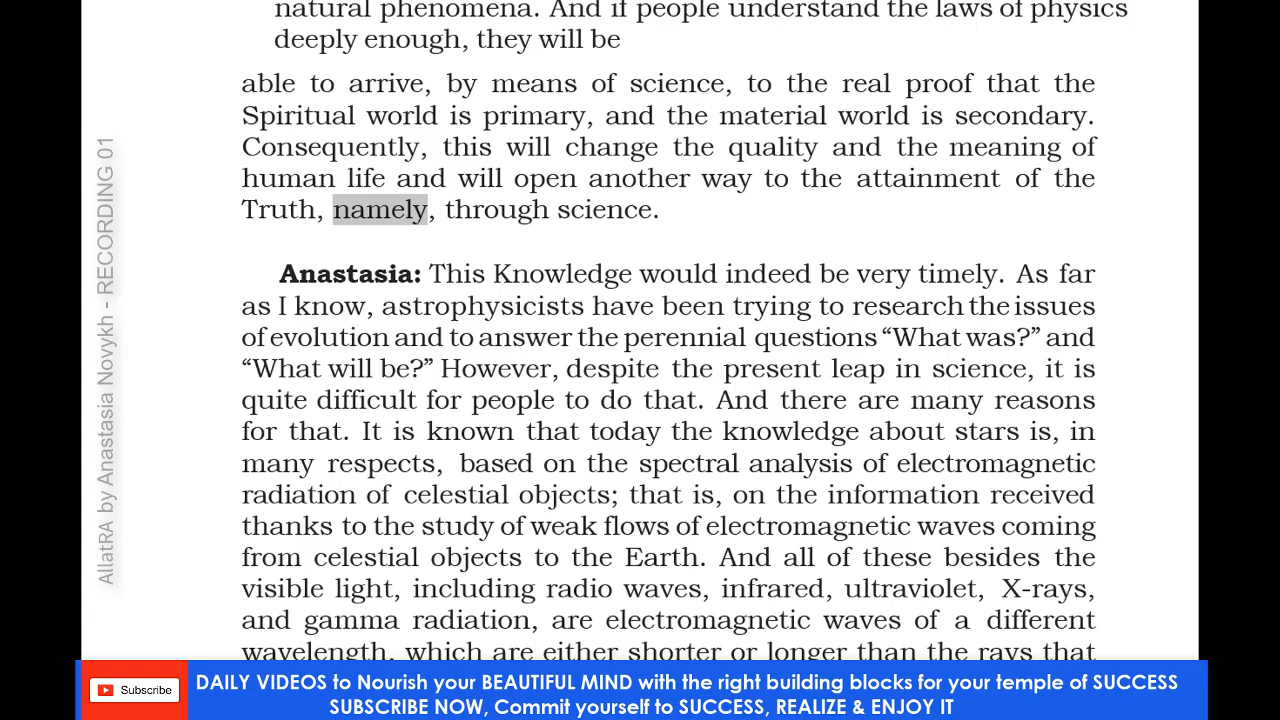 natural phenomena. And if people understand the laws of physics
deeply enough, they will be
able to arrive, by means of science, to the real proof that the
Spiritual world is primary, and the material world is secondary.
Consequently, this will change the quality and the meaning of
human life and will open another way to the attainment of the
Truth, namely, through science.
Anastasia: This Knowledge would indeed be very timely. As far
as I know, astrophysicists have been trying to research the issues
of evolution and to answer the perennial questions “What was?” and
“What will be?” However, despite the present leap in science, it is
quite difficult for people to do that. And there are many reasons
for that. It is known that today the knowledge about stars is, in
many respects, based on the spectral analysis of electromagnetic
radiation of celestial objects; that is, on the information received
thanks to the study of weak flows of electromagnetic waves coming
from celestial objects to the Earth. And all of these besides the
visible light, including radio waves, infrared, ultraviolet, X-rays,
and gamma radiation, are electromagnetic waves of a different
wavelength, which are either shorter or longer than the rays that
AllatRA by Anastasia Novykh - RECORDING 01
Subscribe
DAILY VIDEOS to Nourish your BEAUTIFUL MIND with the right building blocks for your temple of SUCCESS
SUBSCRIBE NOW, Commit yourself to SUCCESS, REALIZE & ENJOY IT